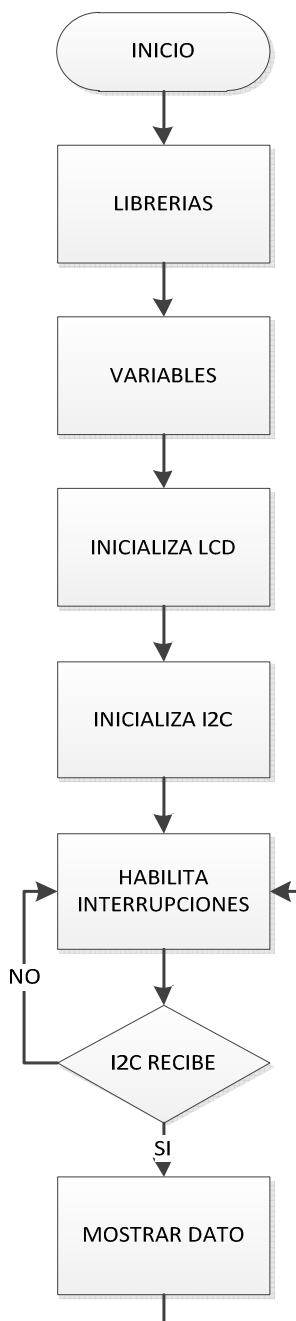 INICIO
LIBRERIAS
VARIABLES
INICIALIZA LCD
INICIALIZA I2C
HABILITA
INTERRUPCIONES
NO
I2C RECIBE
SI
MOSTRAR DATO